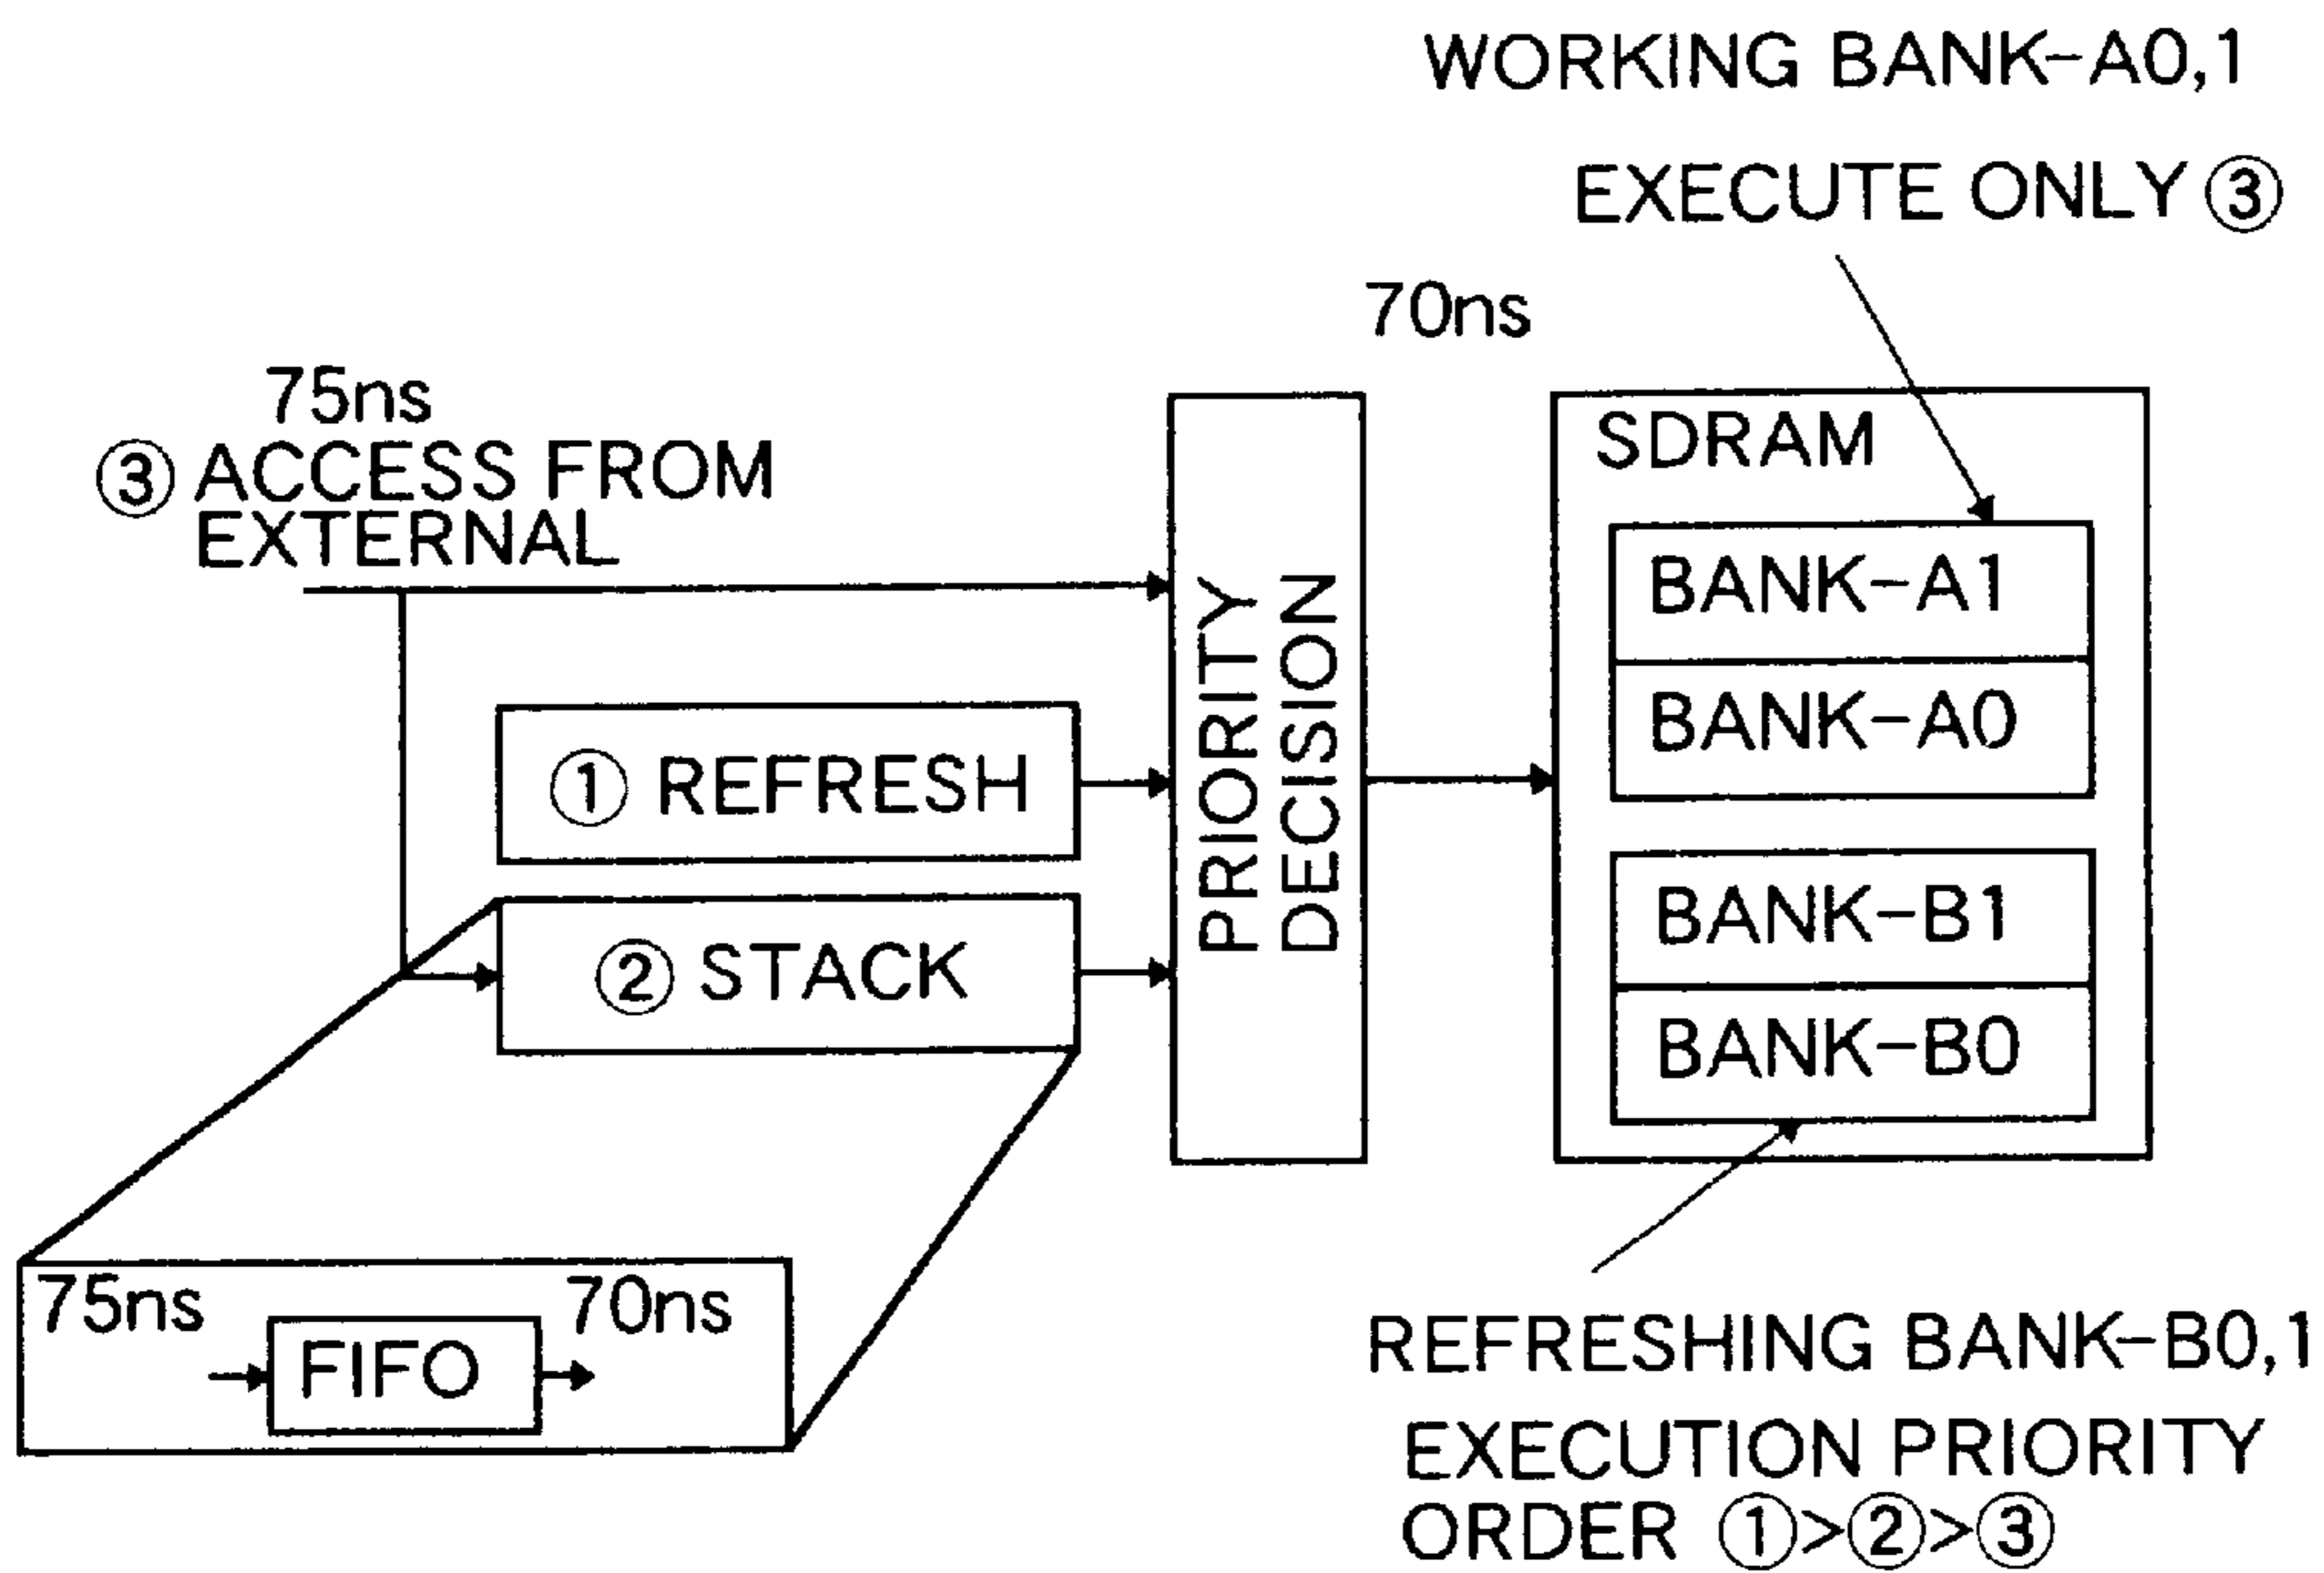 WORKING BANK-A0,1
EXECUTE ONLY ③
70ns
75ns
③ ACCESS FROM
EXTERNAL
SDRAM
BANK-A1
BANK-A0
① REFRESH
PRIORITY
DECISION
BANK-B1
BANK-B0
② STACK
75ns
70ns
FIFO
REFRESHING BANK-B0,1
EXECUTION PRIORITY
ORDER ①>②>③